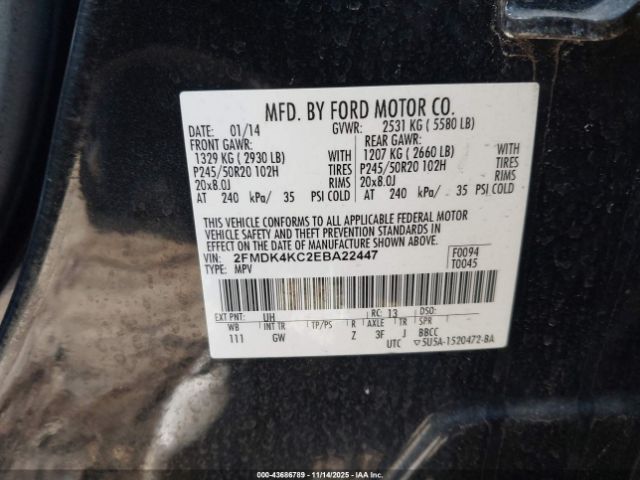 MFD. BY FORD MOTOR CO.
DATE: 01/14 GVWR: 2531 KG ( 5580 LB)
FRONT GAWR: REAR GAWR:
1329 KG ( 2930 LB) WITH 1207 KG ( 2660 LB) WITH
P245/50R20 102H TIRES P245/50R20 102H TIRES
20x8.0J RIMS 20x8.0J RIMS
AT 240 kPa/ 35 PSI COLD AT 240 kPa/ 35 PSI COLD
THIS VEHICLE CONFORMS TO ALL APPLICABLE FEDERAL MOTOR
VEHICLE SAFETY AND THEFT PREVENTION STANDARDS IN
EFFECT ON THE DATE OF MANUFACTURE SHOWN ABOVE.
VIN: 2FMDK4KC2EBA22447 F0094
TYPE: MPV T0045
EXT PNT: UH RC: 13 DSO:
WB INT TR TP/PS R AXLE TR SPR
111 GW Z 3F J BBCC
UTC ▽5U5A-1520472-BA
000-43686789 - 11/14/2025 - IAAI.COM